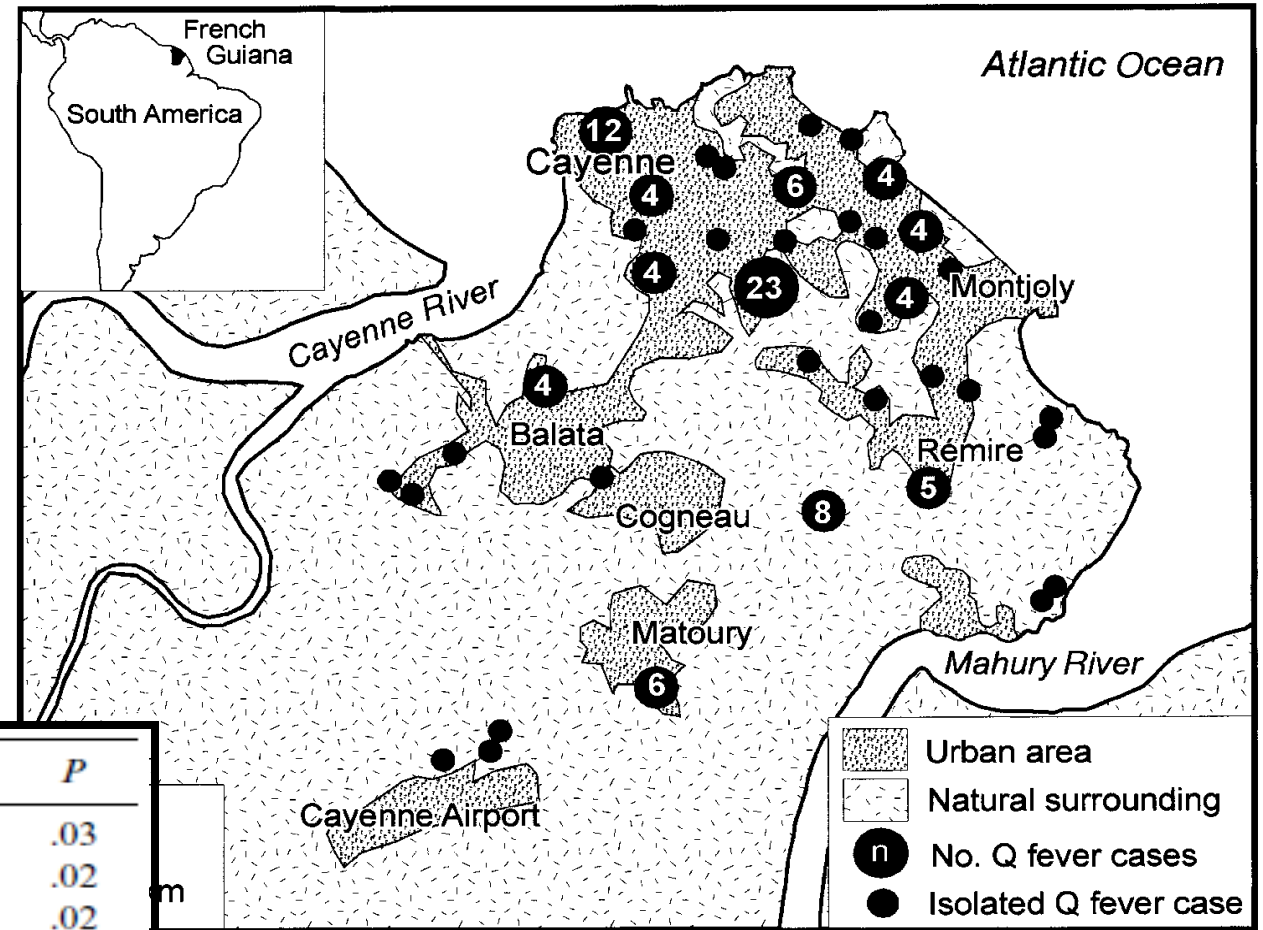 French
Guiana
South America
Atlantic Ocean
12
Cayenne
4
6
4
4
4
23
4
Montjoly
Cayenne River
4
Balata
Remire
5
8
Cogneau
Matoury
6
Mahury River
Cayenne Airport
Urban area
Natural surrounding
n No. Q fever cases
Isolated Q fever case
P
.03
.02
.02
m